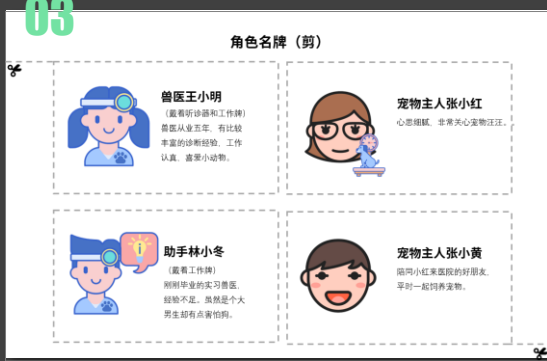 03
角色名牌（剪）
兽医王小明
（戴着听诊器和工作牌）
兽医从业五年，有比较
丰富的诊断经验，工作
认真，喜爱小动物。
宠物主人张小红
心思细腻，非常关心宠物汪汪。
助手林小冬
（戴着工作牌）
刚刚毕业的实习兽医，
经验不足。虽然是个大
男生却有点害怕狗。
宠物主人张小黄
陪同小红来医院的好朋友，
平时一起饲养宠物。